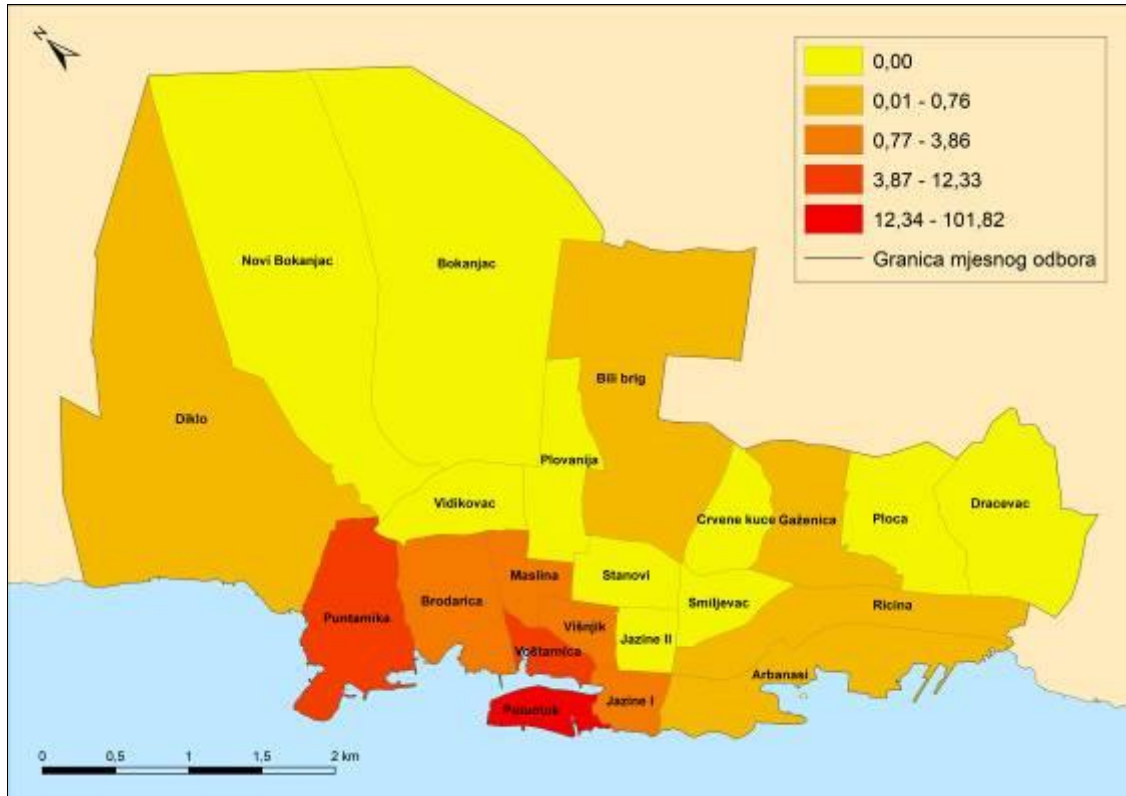 N
0,00
0,01 - 0,76
0,77 - 3,86
3,87 - 12,33
12,34 - 101,82
Granica mjesnog odbora
Novi Bokanjac
Bokanjac
Bili brig
Diklo
Plovanija
Vidikovac
Dracevac
Crvene kuce
Gaženica
Ploca
Maslina
Stanovi
Brodarica
Smiljevac
Ricina
Puntamika
Višnjik
Jazine II
Voštarnica
Arbanasi
Jazine I
Poluotok
0 0,5 1 1,5 2 km